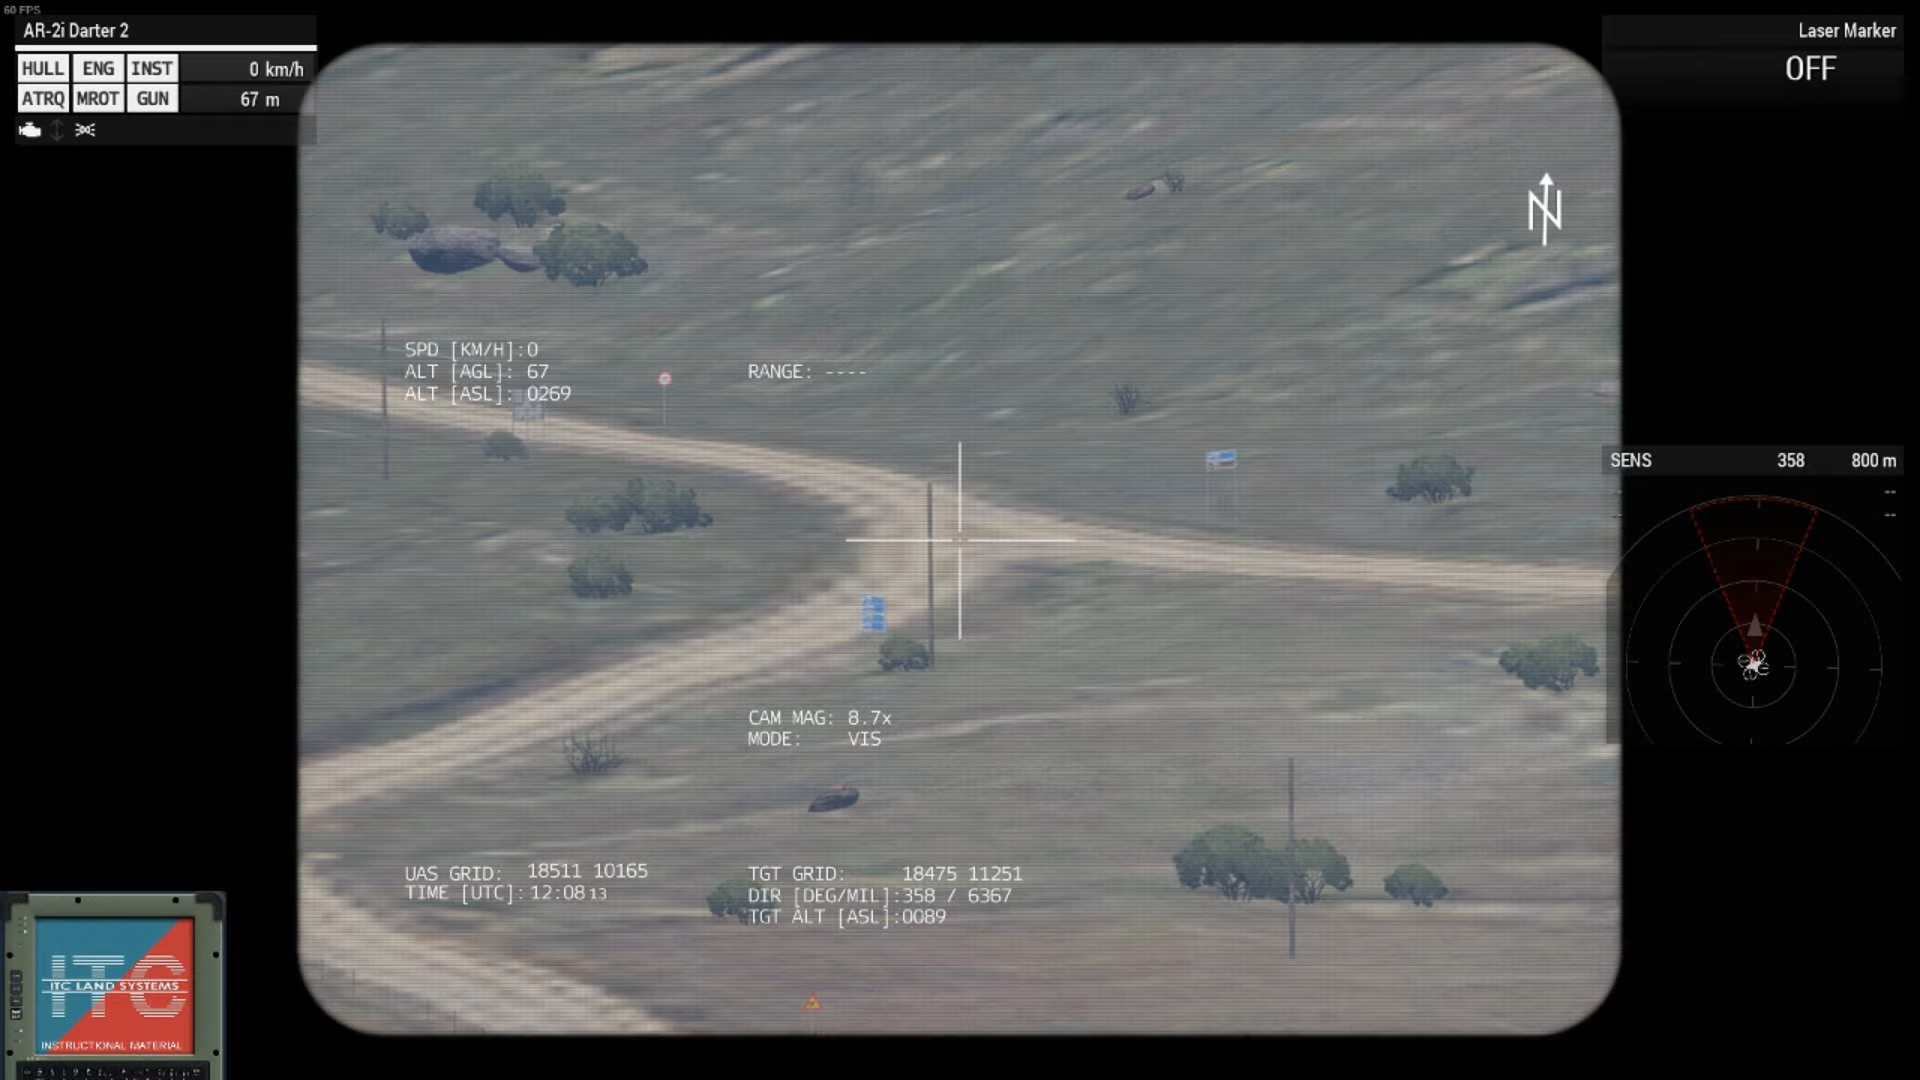 60 FPS
AR-2i Darter 2
HULL ENG INST 0 km/h
ATRQ MROT GUN 67 m
Laser Marker
OFF
N
SPD [KM/H]:0
ALT [AGL]: 67
ALT [ASL]: 0269
RANGE: ----
SENS 358 800 m
--
--
CAM MAG: 8.7x
MODE: VIS
UAS GRID: 18511 10165
TIME [UTC]: 12:08 13
TGT GRID: 18475 11251
DIR [DEG/MIL]:358 / 6367
TGT ALT [ASL]:0089
ITC
ITC LAND SYSTEMS
INSTRUCTIONAL MATERIAL